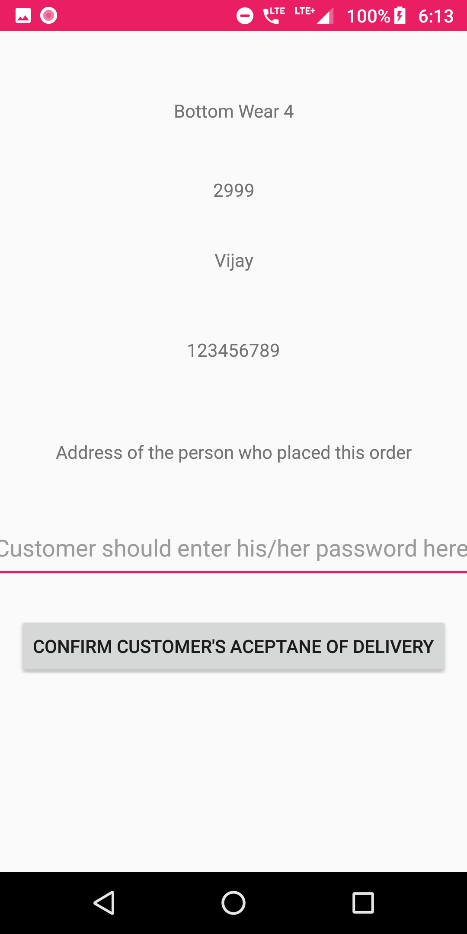 LTE LTE+ 100% 6:13
Bottom Wear 4
2999
Vijay
123456789
Address of the person who placed this order
Customer should enter his/her password here
CONFIRM CUSTOMER'S ACEPTANE OF DELIVERY